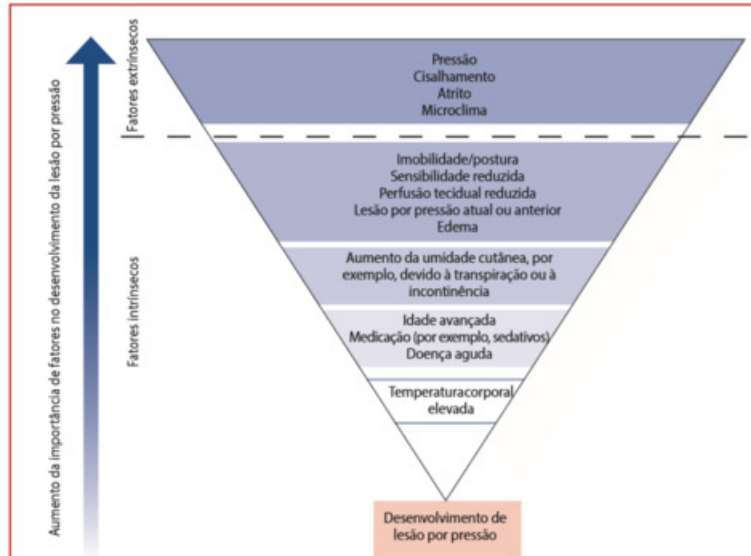 Aumento da importância de fatores no desenvolvimento da lesão por pressão
Fatores extrínsecos
Pressão
Cisalhamento
Atrito
Microclima
Fatores intrínsecos
Imobilidade/postura
Sensibilidade reduzida
Perfusão tecidual reduzida
Lesão por pressão atual ou anterior
Edema
Aumento da umidade cutânea, por
exemplo, devido à transpiração ou à
incontinência
Idade avançada
Medicação (por exemplo, sedativos)
Doença aguda
Temperatura corporal
elevada
Desenvolvimento de
lesão por pressão